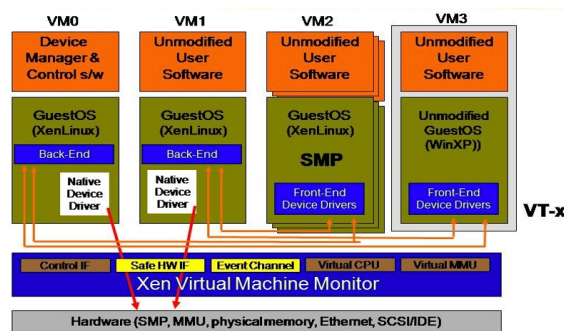 VM0
VM1
VM2
VM3
Device
Manager &
Control s/w
Unmodified
User
Software
Unmodified
User
Software
Unmodified
User
Software
GuestOS
(XenLinux)
Back-End
Native
Device
Driver
GuestOS
(XenLinux)
Back-End
Native
Device
Driver
GuestOS
(XenLinux)
SMP
Front-End
Device Drivers
Unmodified
GuestOS
(WinXP))
Front-End
Device Drivers
VT-x
Control IF
Safe HW IF
Event Channel
Virtual CPU
Virtual MMU
Xen Virtual Machine Monitor
Hardware (SMP, MMU, physical memory, Ethernet, SCSI/IDE)